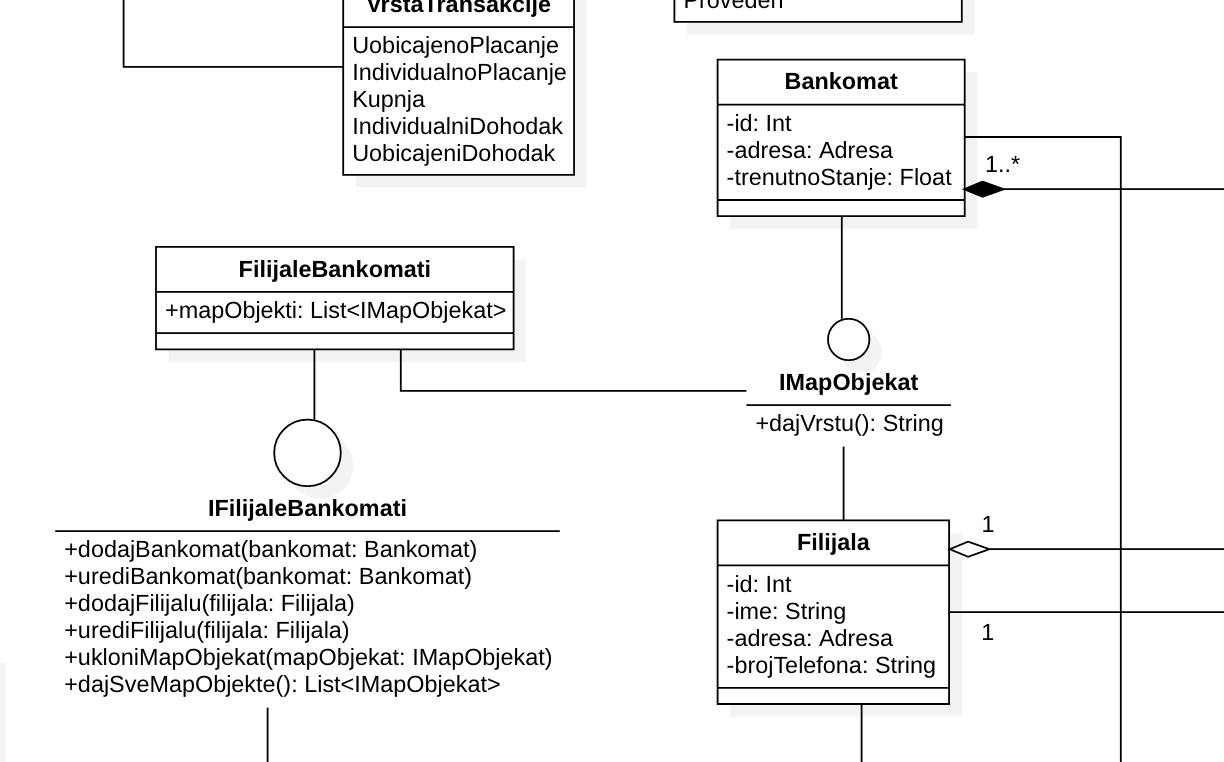 VrstaTransakcije
UobicajenoPlacanje
IndividualnoPlacanje
Kupnja
IndividualniDohodak
UobicajeniDohodak
Proveden
Bankomat
-id: Int
-adresa: Adresa
-trenutnoStanje: Float
1..*
FilijaleBankomati
+mapObjekti: List<IMapObjekat>
IMapObjekat
+dajVrstu(): String
IFilijaleBankomati
+dodajBankomat(bankomat: Bankomat)
+urediBankomat(bankomat: Bankomat)
+dodajFilijalu(filijala: Filijala)
+urediFilijalu(filijala: Filijala)
+ukloniMapObjekat(mapObjekat: IMapObjekat)
+dajSveMapObjekte(): List<IMapObjekat>
Filijala
-id: Int
-ime: String
-adresa: Adresa
-brojTelefona: String
1
1